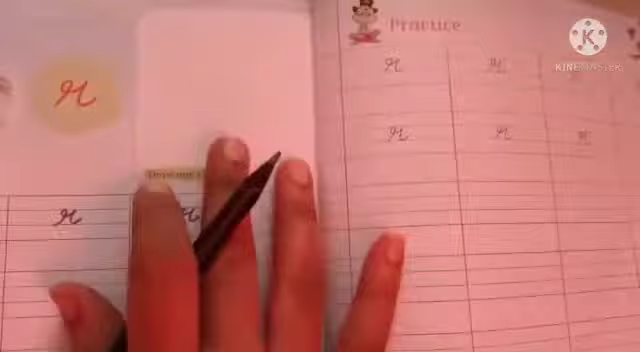 Practice
KINEMASTER
r
r r
r r r
r r